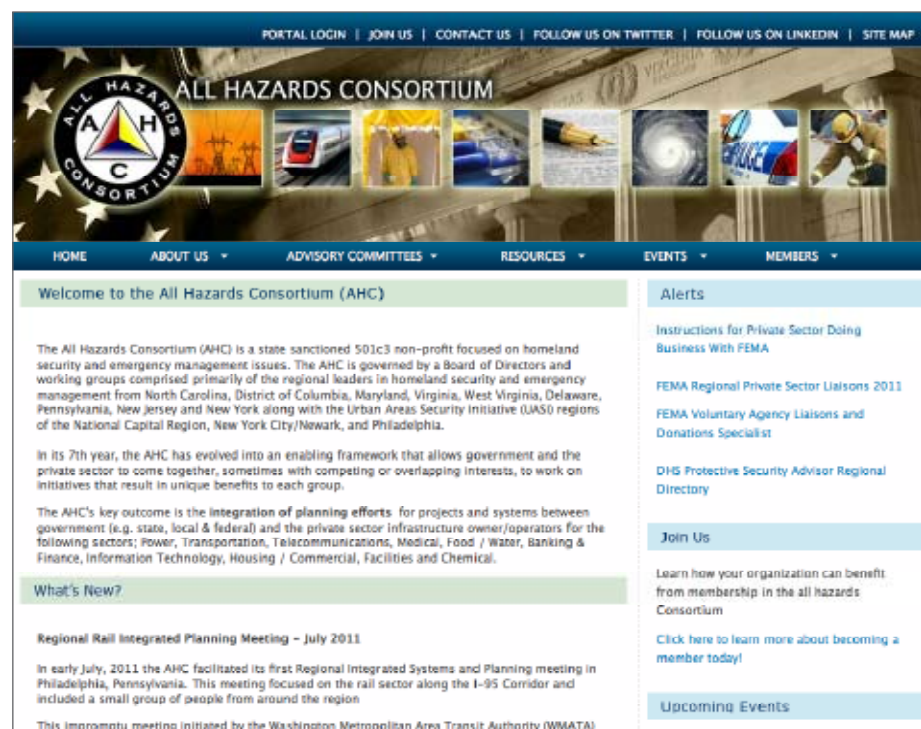 PORTAL LOGIN | JOIN US | CONTACT US | FOLLOW US ON TWITTER | FOLLOW US ON LINKEDIN | SITE MAP
ALL HAZARDS CONSORTIUM
ALL HAZARDS CONSORTIUM
A H C
VIRGINIA
HOME ABOUT US ADVISORY COMMITTEES RESOURCES EVENTS MEMBERS
Welcome to the All Hazards Consortium (AHC)
The All Hazards Consortium (AHC) is a state sanctioned 501c3 non-profit focused on homeland
security and emergency management issues. The AHC is governed by a Board of Directors and
working groups comprised primarily of the regional leaders in homeland security and emergency
management from North Carolina, District of Columbia, Maryland, Virginia, West Virginia, Delaware,
Pennsylvania, New Jersey and New York along with the Urban Areas Security Initiative (UASI) regions
of the National Capital Region, New York City/Newark, and Philadelphia.
In its 7th year, the AHC has evolved into an enabling framework that allows government and the
private sector to come together, sometimes with competing or overlapping interests, to work on
initiatives that result in unique benefits to each group.
The AHC's key outcome is the integration of planning efforts for projects and systems between
government (e.g. state, local & federal) and the private sector infrastructure owner/operators for the
following sectors; Power, Transportation, Telecommunications, Medical, Food / Water, Banking &
Finance, Information Technology, Housing / Commercial, Facilities and Chemical.
What's New?
Regional Rail Integrated Planning Meeting - July 2011
In early July, 2011 the AHC facilitated its first Regional Integrated Systems and Planning meeting in
Philadelphia, Pennsylvania. This meeting focused on the rail sector along the I-95 Corridor and
included a small group of people from around the region
This impromptu meeting initiated by the Washington Metropolitan Area Transit Authority (WMATA)
Alerts
Instructions for Private Sector Doing
Business With FEMA
FEMA Regional Private Sector Liaisons 2011
FEMA Voluntary Agency Liaisons and
Donations Specialist
DHS Protective Security Advisor Regional
Directory
Join Us
Learn how your organization can benefit
from membership in the all hazards
Consortium
Click here to learn more about becoming a
member today!
Upcoming Events